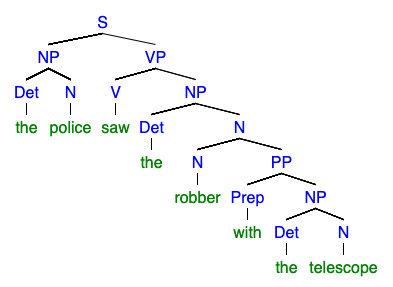 S
NP VP
Det N V NP
the police saw Det N
the N PP
robber Prep NP
with Det N
the telescope